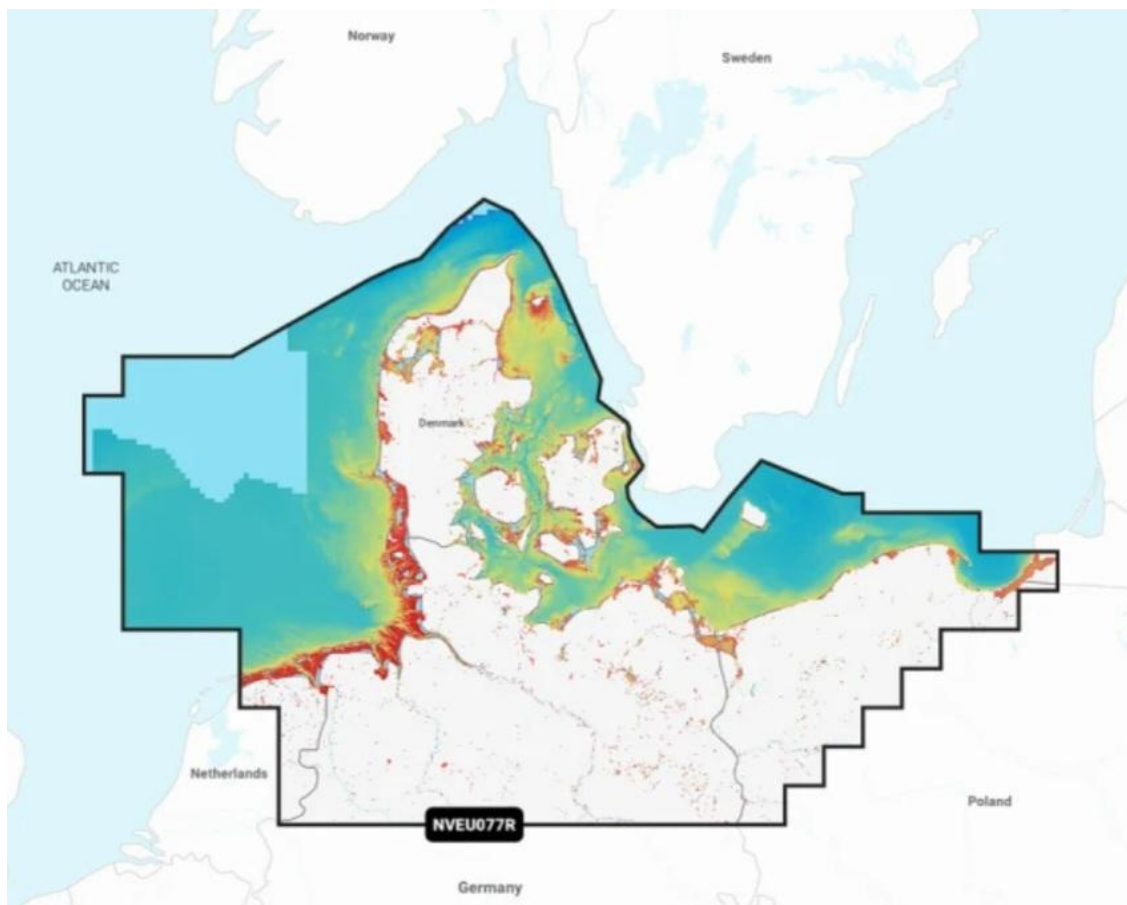 Norway
Sweden
ATLANTIC
OCEAN
Denmark
Netherlands
Poland
NVEU077R
Germany